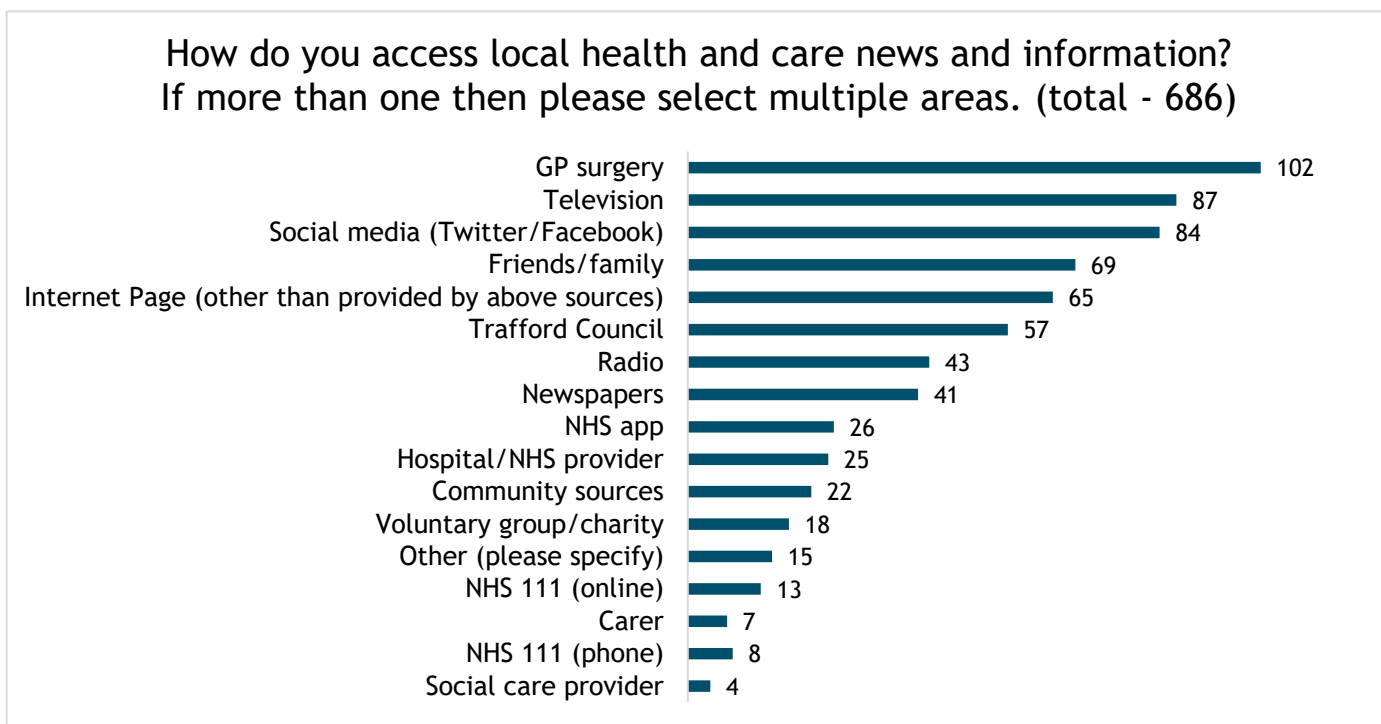 How do you access local health and care news and information?
If more than one then please select multiple areas. (total - 686)
GP surgery 102
Television 87
Social media (Twitter/Facebook) 84
Friends/family 69
Internet Page (other than provided by above sources) 65
Trafford Council 57
Radio 43
Newspapers 41
NHS app 26
Hospital/NHS provider 25
Community sources 22
Voluntary group/charity 18
Other (please specify) 15
NHS 111 (online) 13
Carer 7
NHS 111 (phone) 8
Social care provider 4